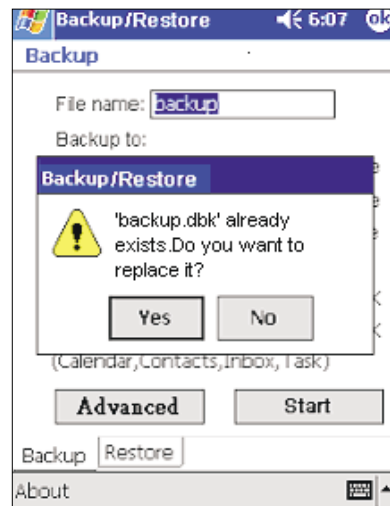 Backup/Restore 6:07 ok
Backup
File name: backup
Backup to:
Backup/Restore
'backup.dbk' already
exists.Do you want to
replace it?
Yes No
(Calendar,Contacts,Inbox,Task)
Advanced Start
Backup Restore
About